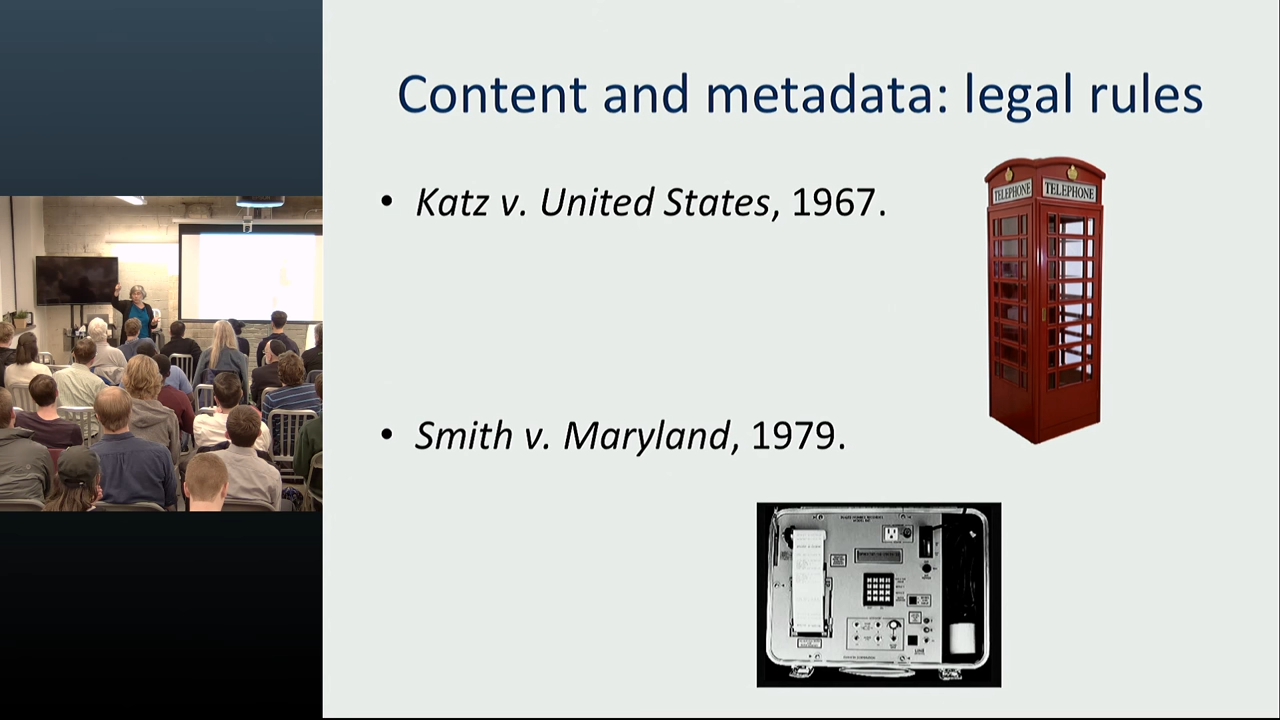 Content and metadata: legal rules
• Katz v. United States, 1967.
TELEPHONE TELEPHONE
• Smith v. Maryland, 1979.